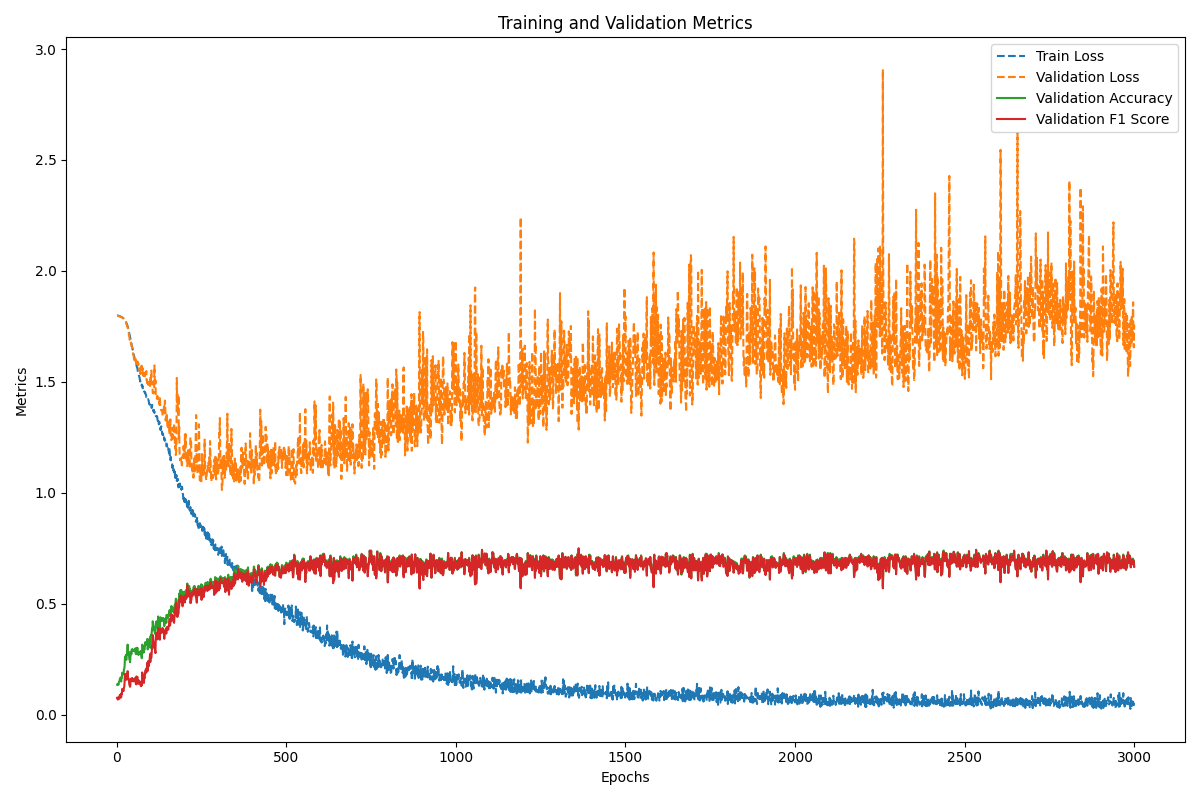 Training and Validation Metrics
3.0
2.5
2.0
1.5
1.0
0.5
0.0
Metrics
Train Loss
Validation Loss
Validation Accuracy
Validation F1 Score
0 500 1000 1500 2000 2500 3000
Epochs